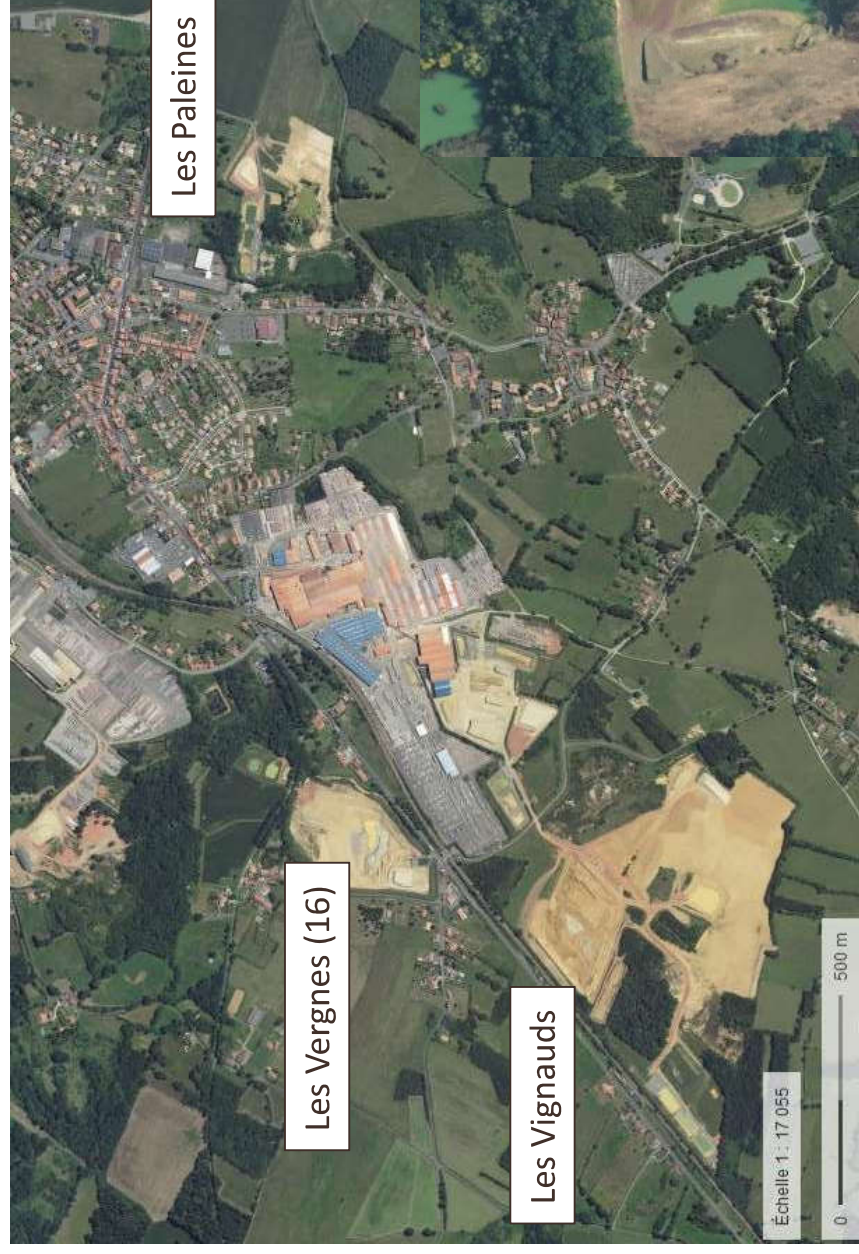 Les Paleines
Les Vergnes (16)
Les Vignauds
Échelle 1 : 17 055
0 500 m